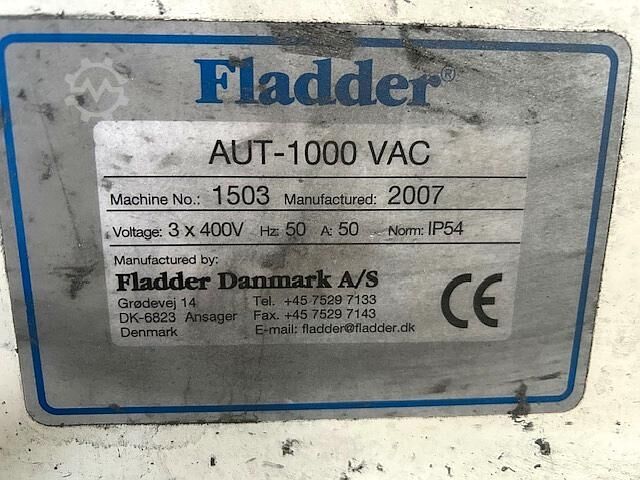 Fladder®
AUT-1000 VAC
Machine No.: 1503 Manufactured: 2007
Voltage: 3 x 400V Hz: 50 A: 50 Norm: IP54
Manufactured by:
Fladder Danmark A/S
Grødevej 14 Tel. +45 7529 7133
DK-6823 Ansager Fax. +45 7529 7143
Denmark E-mail: fladder@fladder.dk
CE